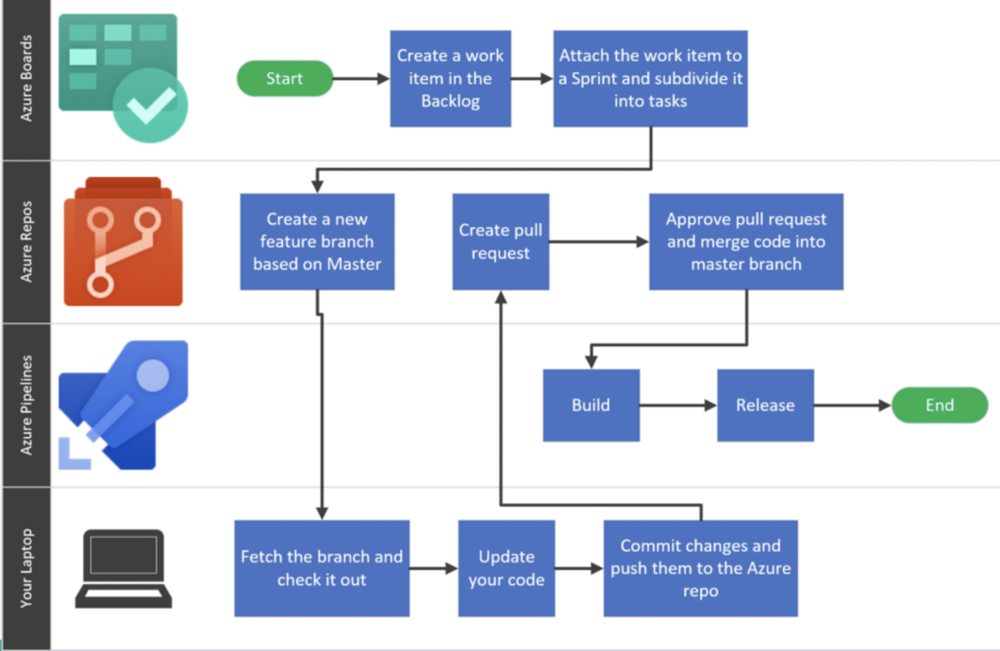 Azure Boards
Start
Create a work
item in the
Backlog
Attach the work item to
a Sprint and subdivide it
into tasks
Azure Repos
Create a new
feature branch
based on Master
Create pull
request
Approve pull request
and merge code into
master branch
Azure Pipelines
Build
Release
End
Your Laptop
Fetch the branch and
check it out
Update
your code
Commit changes and
push them to the Azure
repo